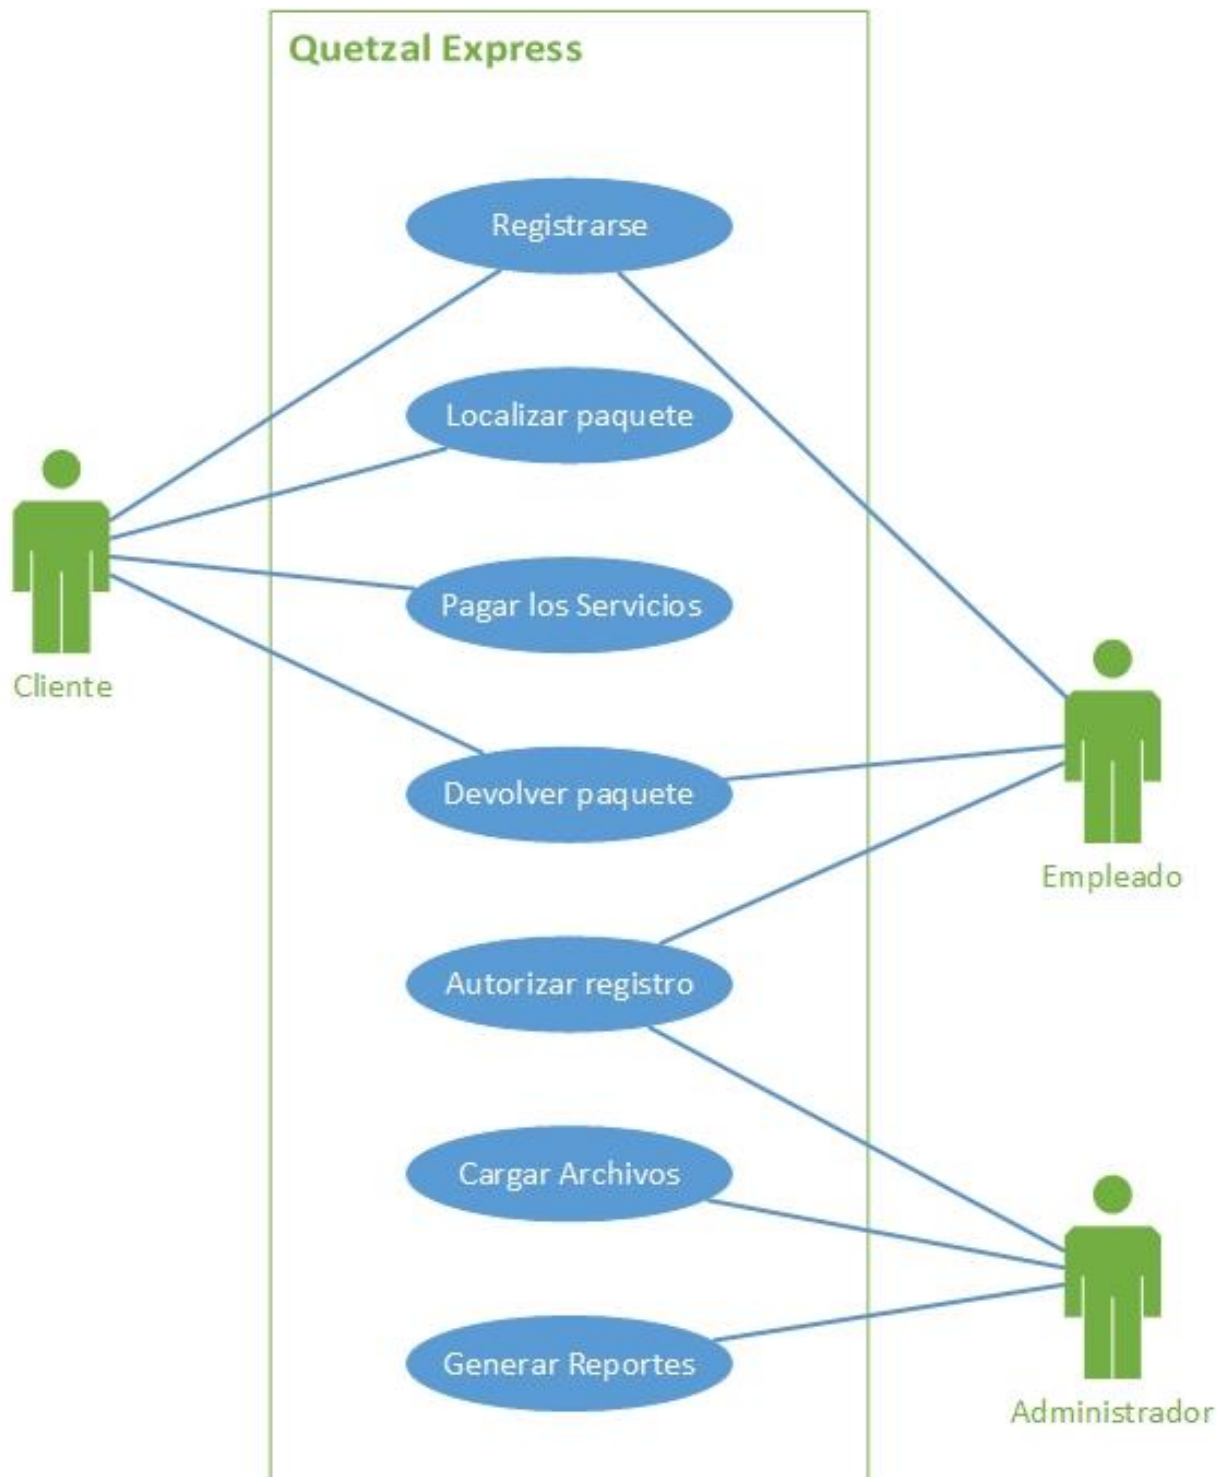 Quetzal Express
Registrarse
Localizar paquete
Pagar los Servicios
Cliente
Devolver paquete
Empleado
Autorizar registro
Cargar Archivos
Generar Reportes
Administrador